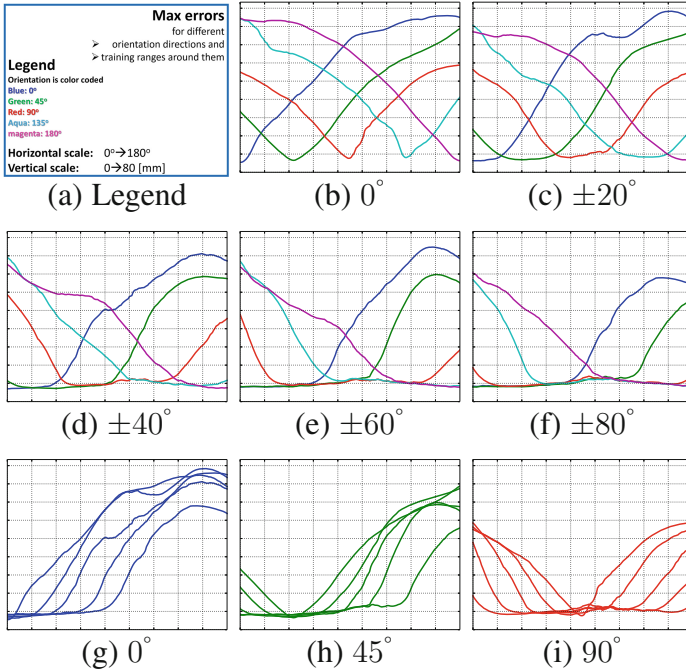 Max errors
for different
➤ orientation directions and
➤ training ranges around them
Legend
Orientation is color coded
Blue: 0°
Green: 45°
Red: 90°
Aqua: 135°
magenta: 180°
Horizontal scale: 0°→180°
Vertical scale: 0→80 [mm]
(a) Legend
(b) 0°
(c) ±20°
(d) ±40°
(e) ±60°
(f) ±80°
(g) 0°
(h) 45°
(i) 90°